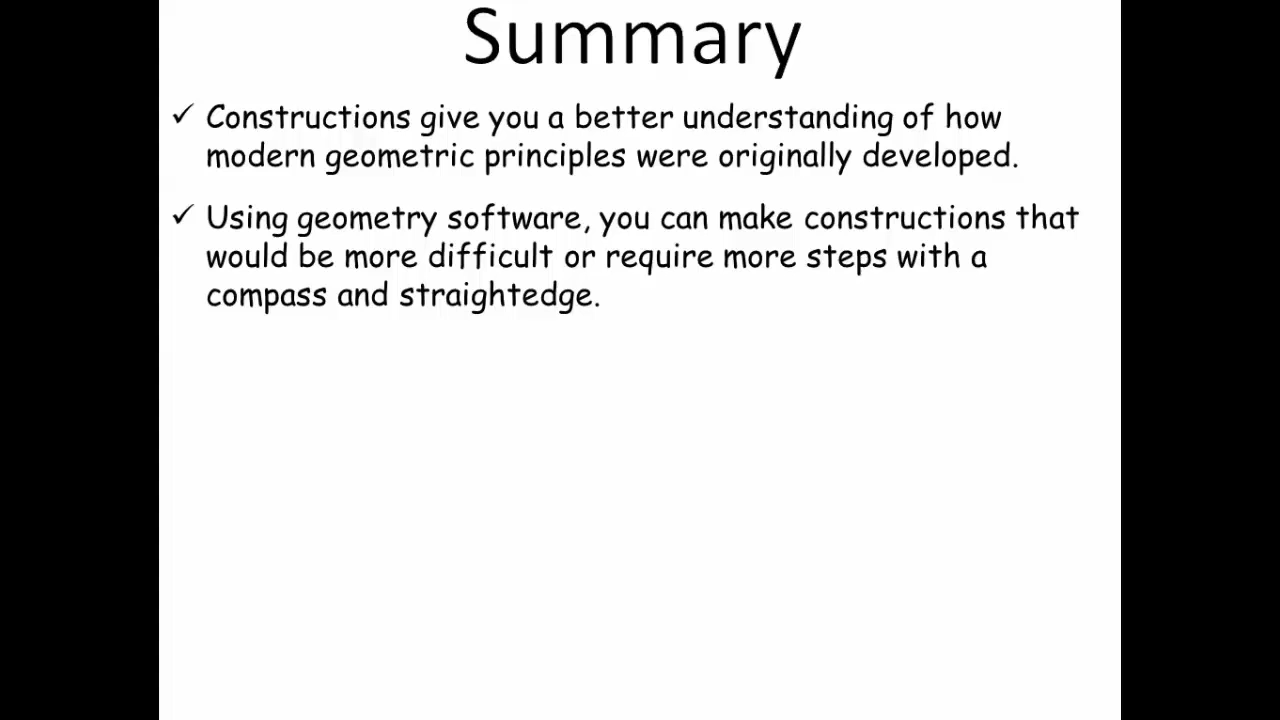 Summary
✓ Constructions give you a better understanding of how
modern geometric principles were originally developed.
✓ Using geometry software, you can make constructions that
would be more difficult or require more steps with a
compass and straightedge.